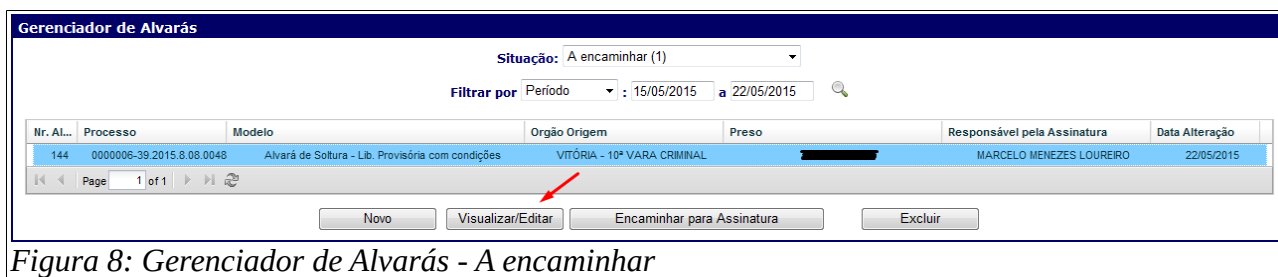 Gerenciador de Alvarás
Situação: A encaminhar (1)
Filtrar por Período : 15/05/2015 a 22/05/2015
Nr. Al... Processo Modelo Orgão Origem Preso Responsável pela Assinatura Data Alteração
144 0000006-39.2015.8.08.0048 Alvará de Soltura - Lib. Provisória com condições VITÓRIA - 10ª VARA CRIMINAL MARCELO MENEZES LOUREIRO 22/05/2015
Page 1 of 1
Novo Visualizar/Editar Encaminhar para Assinatura Excluir
Figura 8: Gerenciador de Alvarás - A encaminhar